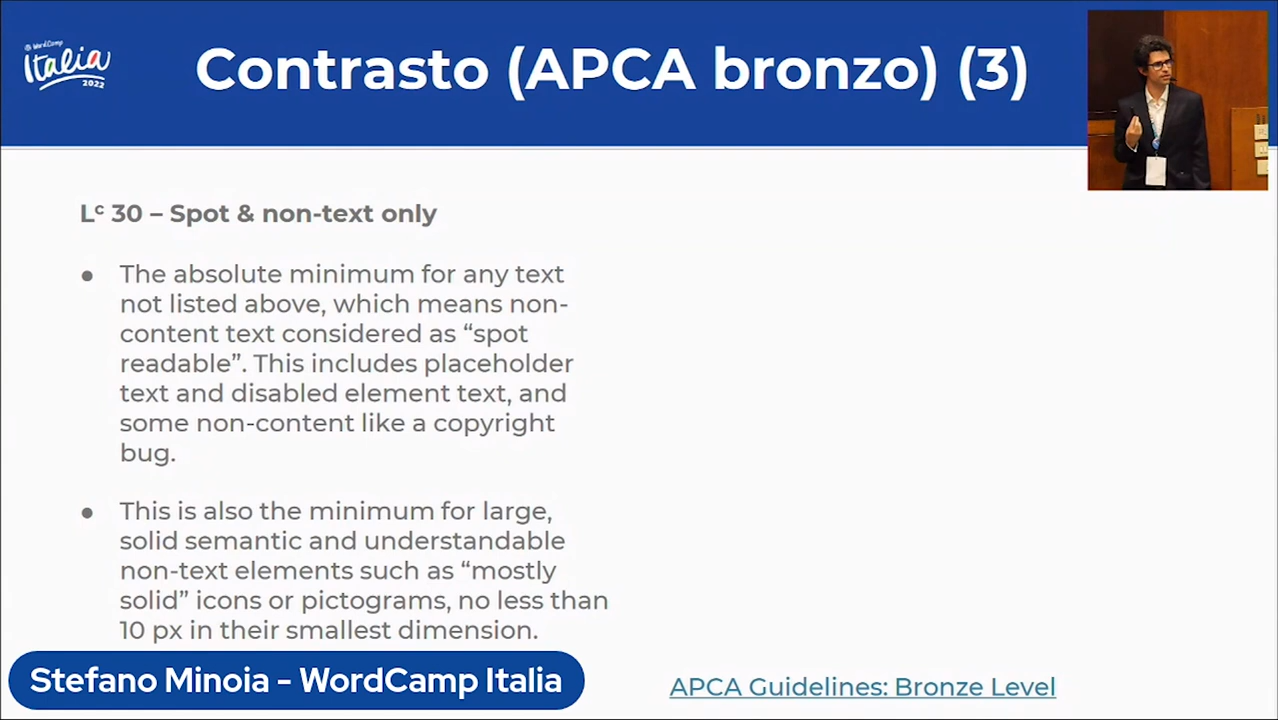 WordCamp
Italia
2022
Contrasto (APCA bronzo) (3)
Lᶜ 30 – Spot & non-text only
● The absolute minimum for any text
not listed above, which means non-
content text considered as “spot
readable”. This includes placeholder
text and disabled element text, and
some non-content like a copyright
bug.
● This is also the minimum for large,
solid semantic and understandable
non-text elements such as “mostly
solid” icons or pictograms, no less than
10 px in their smallest dimension.
Stefano Minoia - WordCamp Italia
APCA Guidelines: Bronze Level